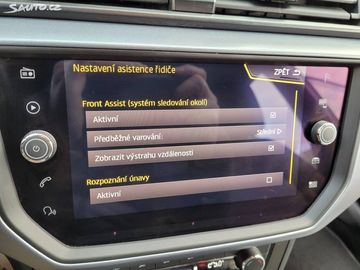 SAUTO.CZ
Nastavení asistence řidiče
ZPĚT
Front Assist (systém sledování okolí)
Aktivní
Předběžné varování: Střední
Zobrazit výstrahu vzdálenosti
Rozpoznání únavy
Aktivní